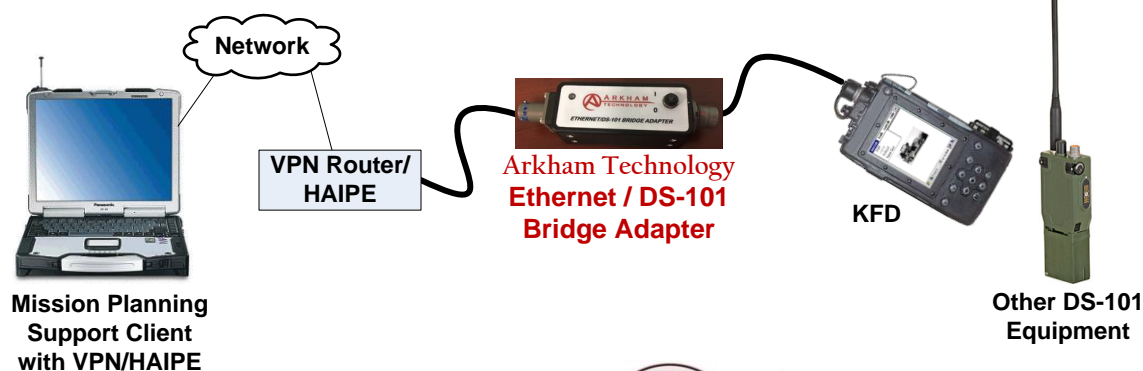 Network
VPN Router/
HAIPE
ARKHAM
TECHNOLOGY
I
0
ETHERNET/DS-101 BRIDGE ADAPTER
Arkham Technology
Ethernet / DS-101
Bridge Adapter
KFD
Panasonic
Mission Planning
Support Client
with VPN/HAIPE
Other DS-101
Equipment